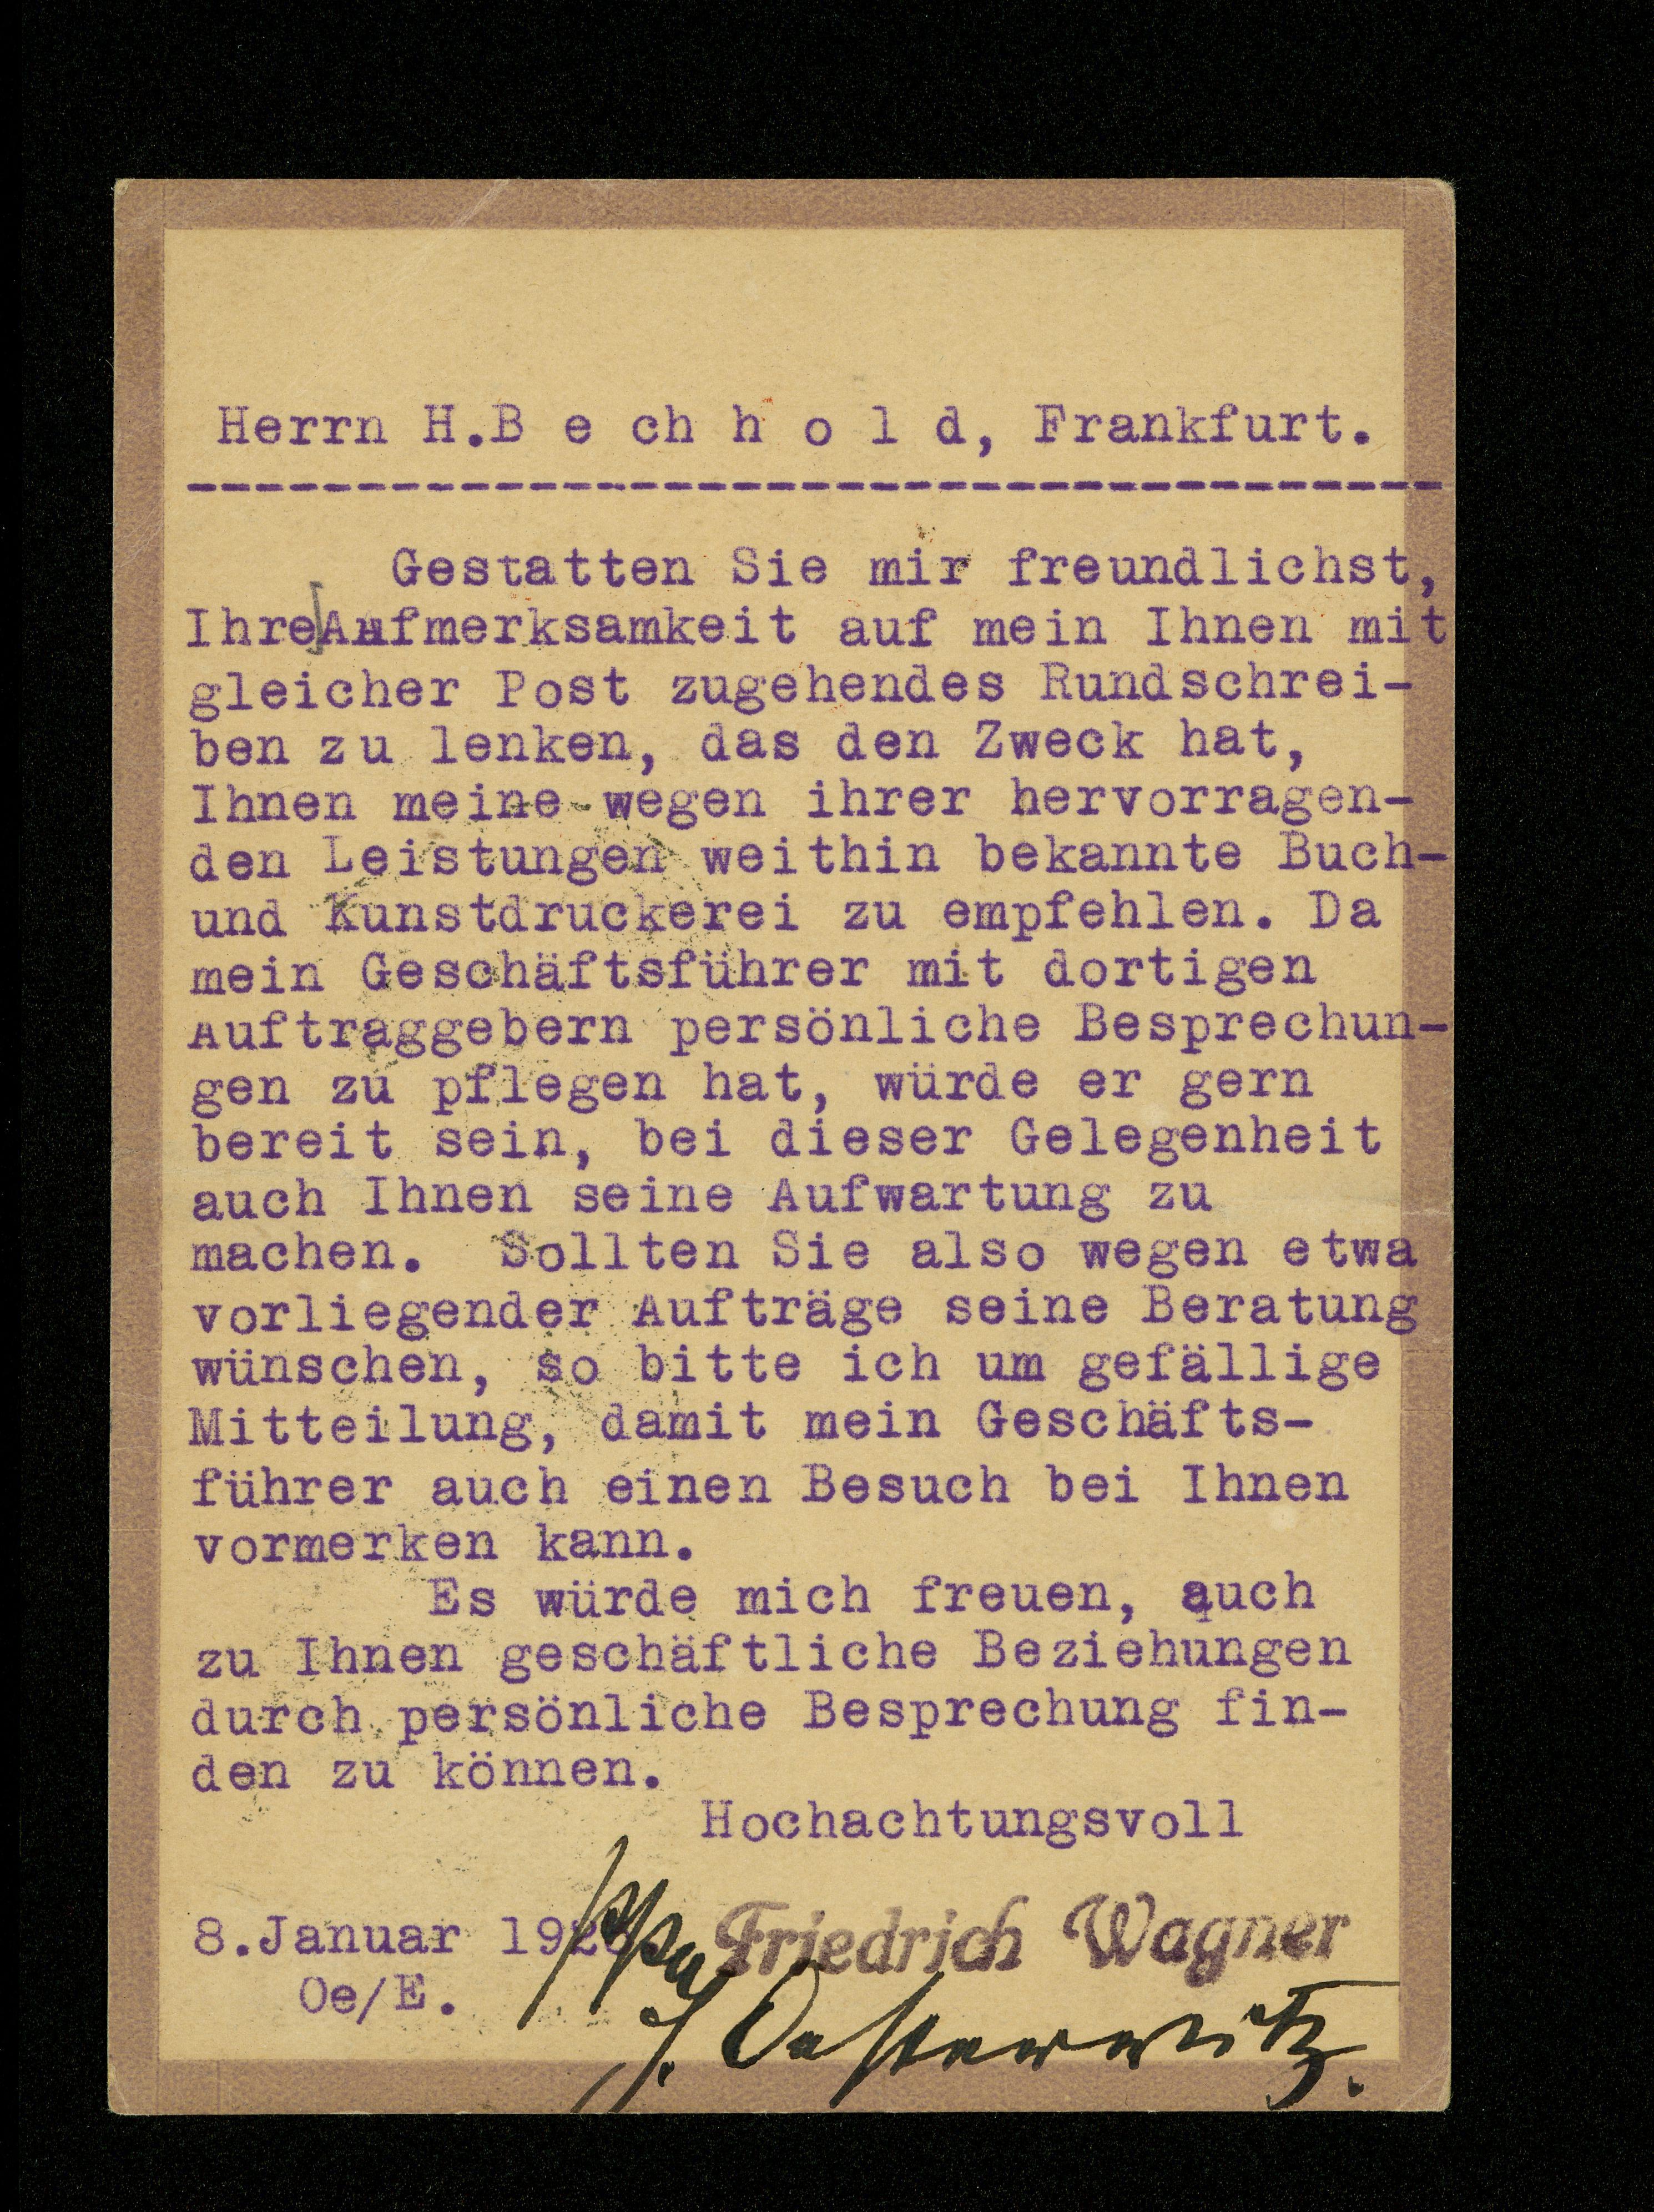 Herrn H.B e ch h o l d, Frankfurt.
Gestatten Sie mir freundlichst,
Ihre Aufmerksamkeit auf mein Ihnen mit
gleicher Post zugehendes Rundschrei-
ben zu lenken, das den Zweck hat,
Ihnen meine wegen ihrer hervorragen-
den Leistungen weithin bekannte Buch-
und Kunstdruckerei zu empfehlen. Da
mein Geschäftsführer mit dortigen
Auftraggebern persönliche Besprechun-
gen zu pflegen hat, würde er gern
bereit sein, bei dieser Gelegenheit
auch Ihnen seine Aufwartung zu
machen. Sollten Sie also wegen etwa
vorliegender Aufträge seine Beratung
wünschen, so bitte ich um gefällige
Mitteilung, damit mein Geschäfts-
führer auch einen Besuch bei Ihnen
vormerken kann.
Es würde mich freuen, auch
zu Ihnen geschäftliche Beziehungen
durch persönliche Besprechung fin-
den zu können.
Hochachtungsvoll
8.Januar
ppa Friedrich Wagner
Oe/E.
J. Oesterwitz.